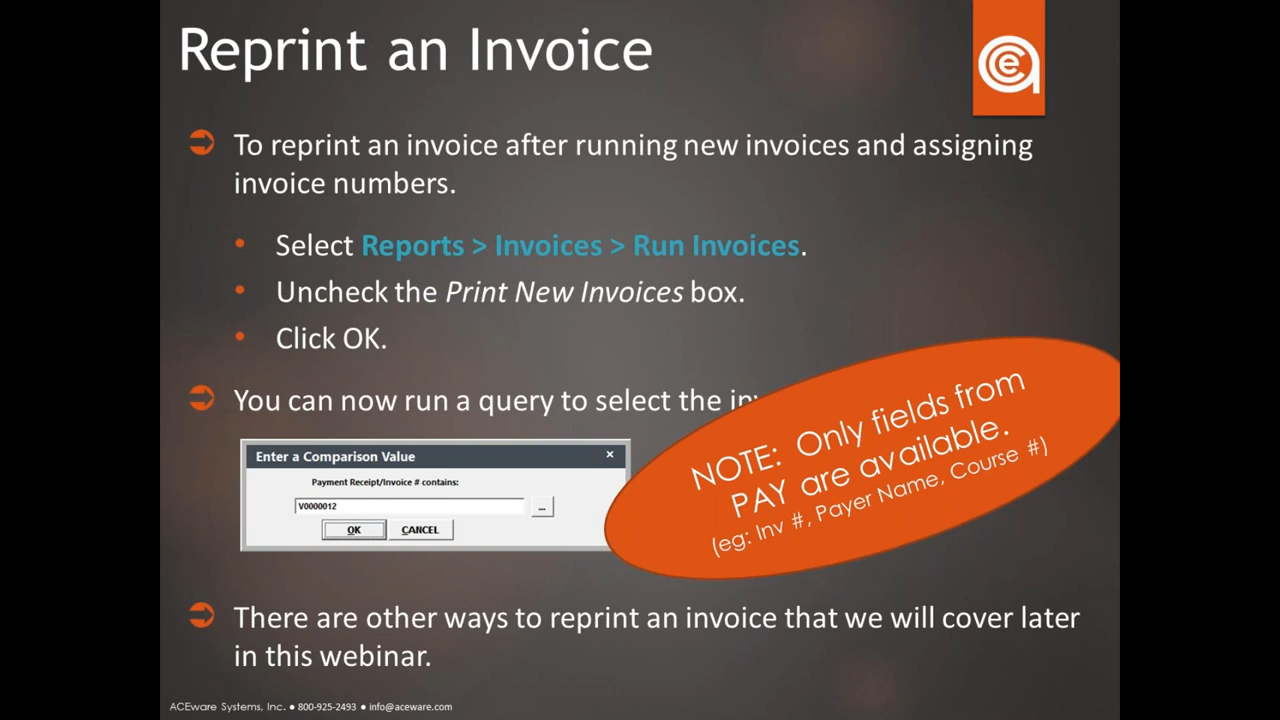 Reprint an Invoice
To reprint an invoice after running new invoices and assigning
invoice numbers.
• Select Reports > Invoices > Run Invoices.
• Uncheck the Print New Invoices box.
• Click OK.
You can now run a query to select the
NOTE: Only fields from
PAY are available.
(eg: Inv #, Payer Name, Course #)
Enter a Comparison Value
Payment Receipt/Invoice # contains:
V0000012
...
OK CANCEL
There are other ways to reprint an invoice that we will cover later
in this webinar.
ACEware Systems, Inc. ● 800-925-2493 ● info@aceware.com